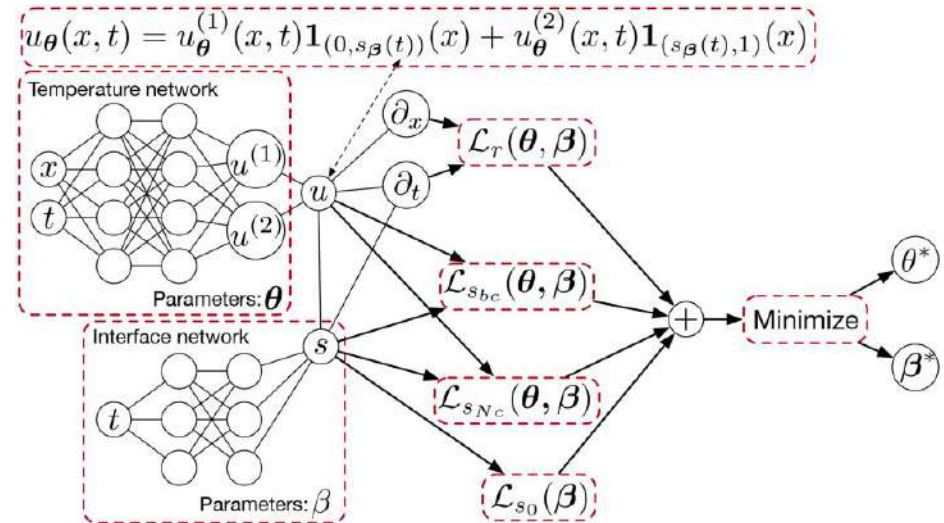 u_θ(x, t) = u_θ^(1)(x, t)1_(0,s_β(t))(x) + u_θ^(2)(x, t)1_(s_β(t),1)(x)
Temperature network
x
t
u^(1)
u^(2)
Parameters: θ
u
∂_x
∂_t
ℒ_r(θ, β)
ℒ_s_bc(θ, β)
Interface network
t
s
Parameters: β
ℒ_s_Nc(θ, β)
ℒ_s_0(β)
+
Minimize
θ*
β*